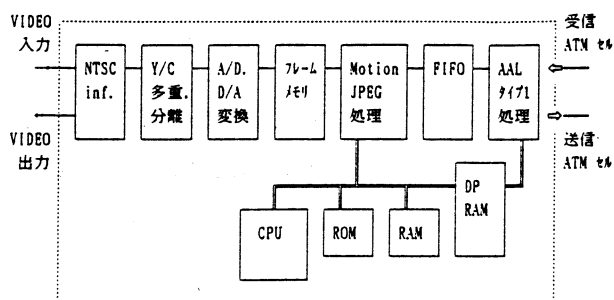 VIDEO
入力
VIDEO
出力
NTSC
inf.
Y/C
多重.
分離
A/D.
D/A
変換
フレーム
メモリ
Motion
JPEG
処理
FIFO
AAL
タイプ1
処理
受信
ATM セル
送信
ATM セル
CPU
ROM
RAM
DP
RAM